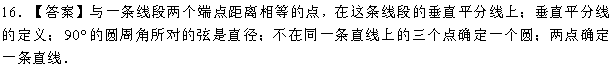 16．【答案】与一条线段两个端点距离相等的点，在这条线段的垂直平分线上；垂直平分线
的定义；90°的圆周角所对的弦是直径；不在同一条直线上的三个点确定一个圆；两点确定
一条直线．